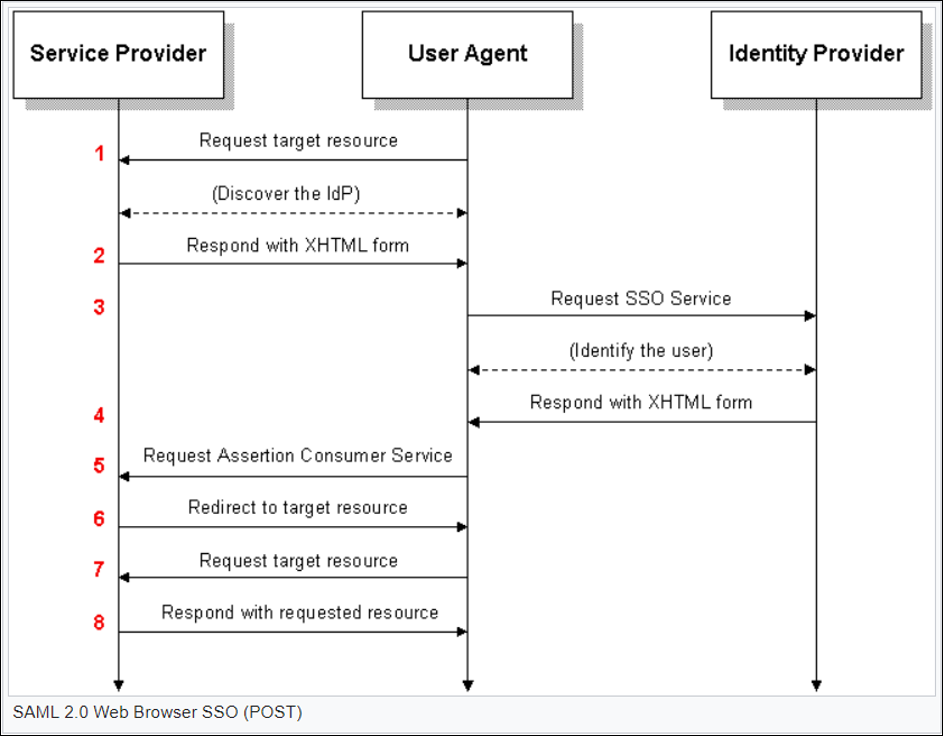 Service Provider
User Agent
Identity Provider
Request target resource
1
(Discover the IdP)
Respond with XHTML form
2
Request SSO Service
3
(Identify the user)
Respond with XHTML form
4
Request Assertion Consumer Service
5
Redirect to target resource
6
Request target resource
7
Respond with requested resource
8
SAML 2.0 Web Browser SSO (POST)